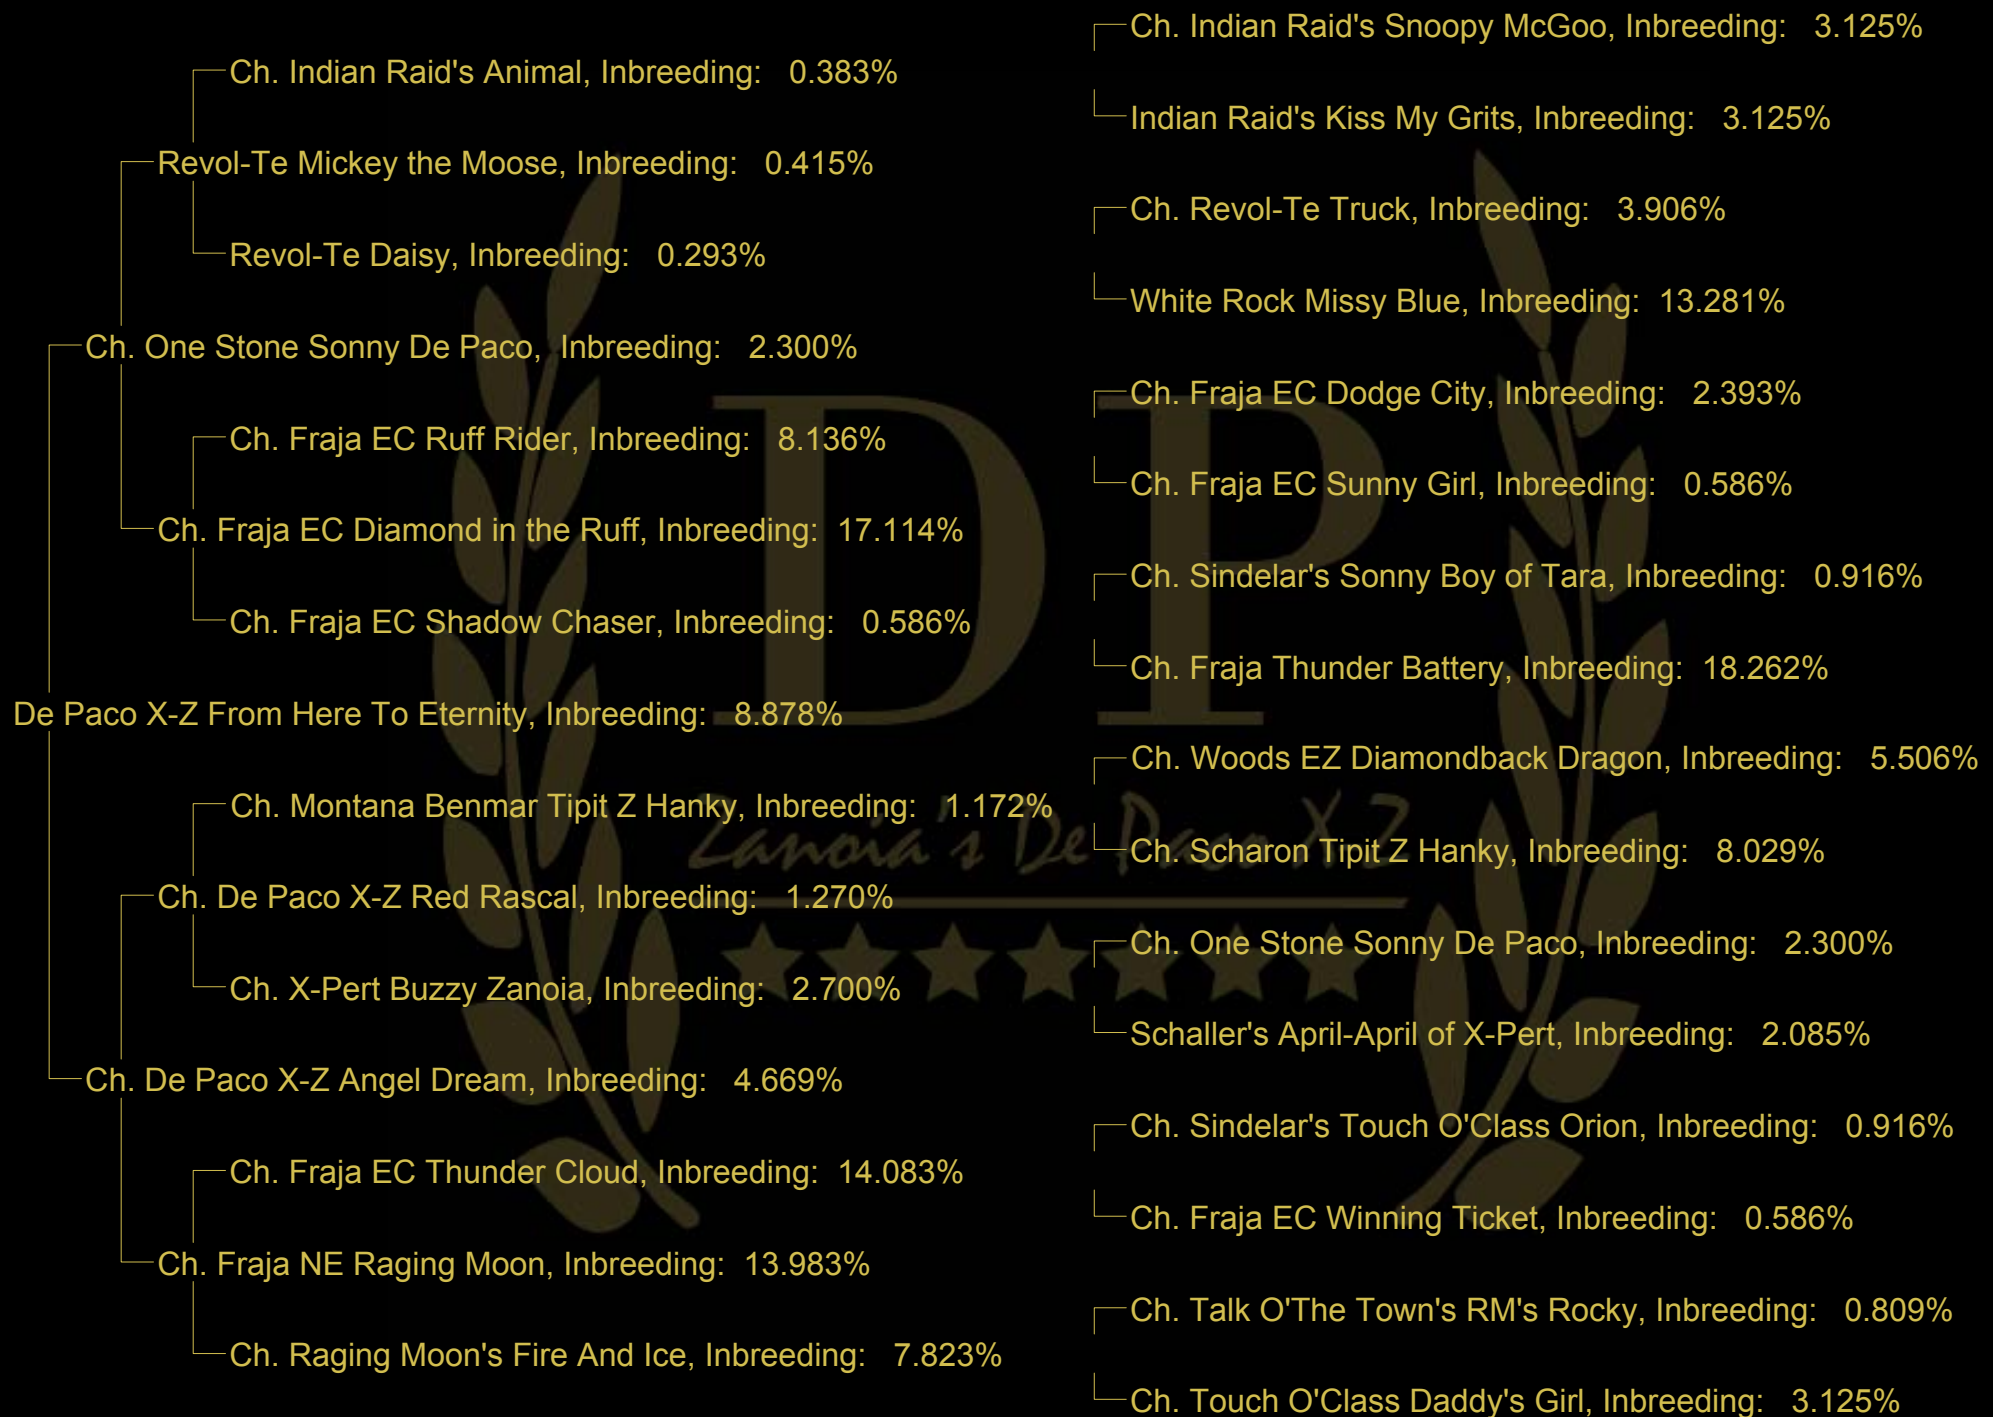 Ch. Indian Raid's Animal, Inbreeding: 0.383%
Revol-Te Mickey the Moose, Inbreeding: 0.415%
Revol-Te Daisy, Inbreeding: 0.293%
Ch. One Stone Sonny De Paco, Inbreeding: 2.300%
Ch. Fraja EC Ruff Rider, Inbreeding: 8.136%
Ch. Fraja EC Diamond in the Ruff, Inbreeding: 17.114%
Ch. Fraja EC Shadow Chaser, Inbreeding: 0.586%
De Paco X-Z From Here To Eternity, Inbreeding: 8.878%
Ch. Montana Benmar Tipit Z Hanky, Inbreeding: 1.172%
Ch. De Paco X-Z Red Rascal, Inbreeding: 1.270%
Ch. X-Pert Buzzy Zanoia, Inbreeding: 2.700%
Ch. De Paco X-Z Angel Dream, Inbreeding: 4.669%
Ch. Fraja EC Thunder Cloud, Inbreeding: 14.083%
Ch. Fraja NE Raging Moon, Inbreeding: 13.983%
Ch. Raging Moon's Fire And Ice, Inbreeding: 7.823%
Ch. Indian Raid's Snoopy McGoo, Inbreeding: 3.125%
Indian Raid's Kiss My Grits, Inbreeding: 3.125%
Ch. Revol-Te Truck, Inbreeding: 3.906%
White Rock Missy Blue, Inbreeding: 13.281%
Ch. Fraja EC Dodge City, Inbreeding: 2.393%
Ch. Fraja EC Sunny Girl, Inbreeding: 0.586%
Ch. Sindelar's Sonny Boy of Tara, Inbreeding: 0.916%
Ch. Fraja Thunder Battery, Inbreeding: 18.262%
Ch. Woods EZ Diamondback Dragon, Inbreeding: 5.506%
Ch. Scharon Tipit Z Hanky, Inbreeding: 8.029%
Ch. One Stone Sonny De Paco, Inbreeding: 2.300%
Schaller's April-April of X-Pert, Inbreeding: 2.085%
Ch. Sindelar's Touch O'Class Orion, Inbreeding: 0.916%
Ch. Fraja EC Winning Ticket, Inbreeding: 0.586%
Ch. Talk O'The Town's RM's Rocky, Inbreeding: 0.809%
Ch. Touch O'Class Daddy's Girl, Inbreeding: 3.125%
DP
Zanoia's De Paco X-Z